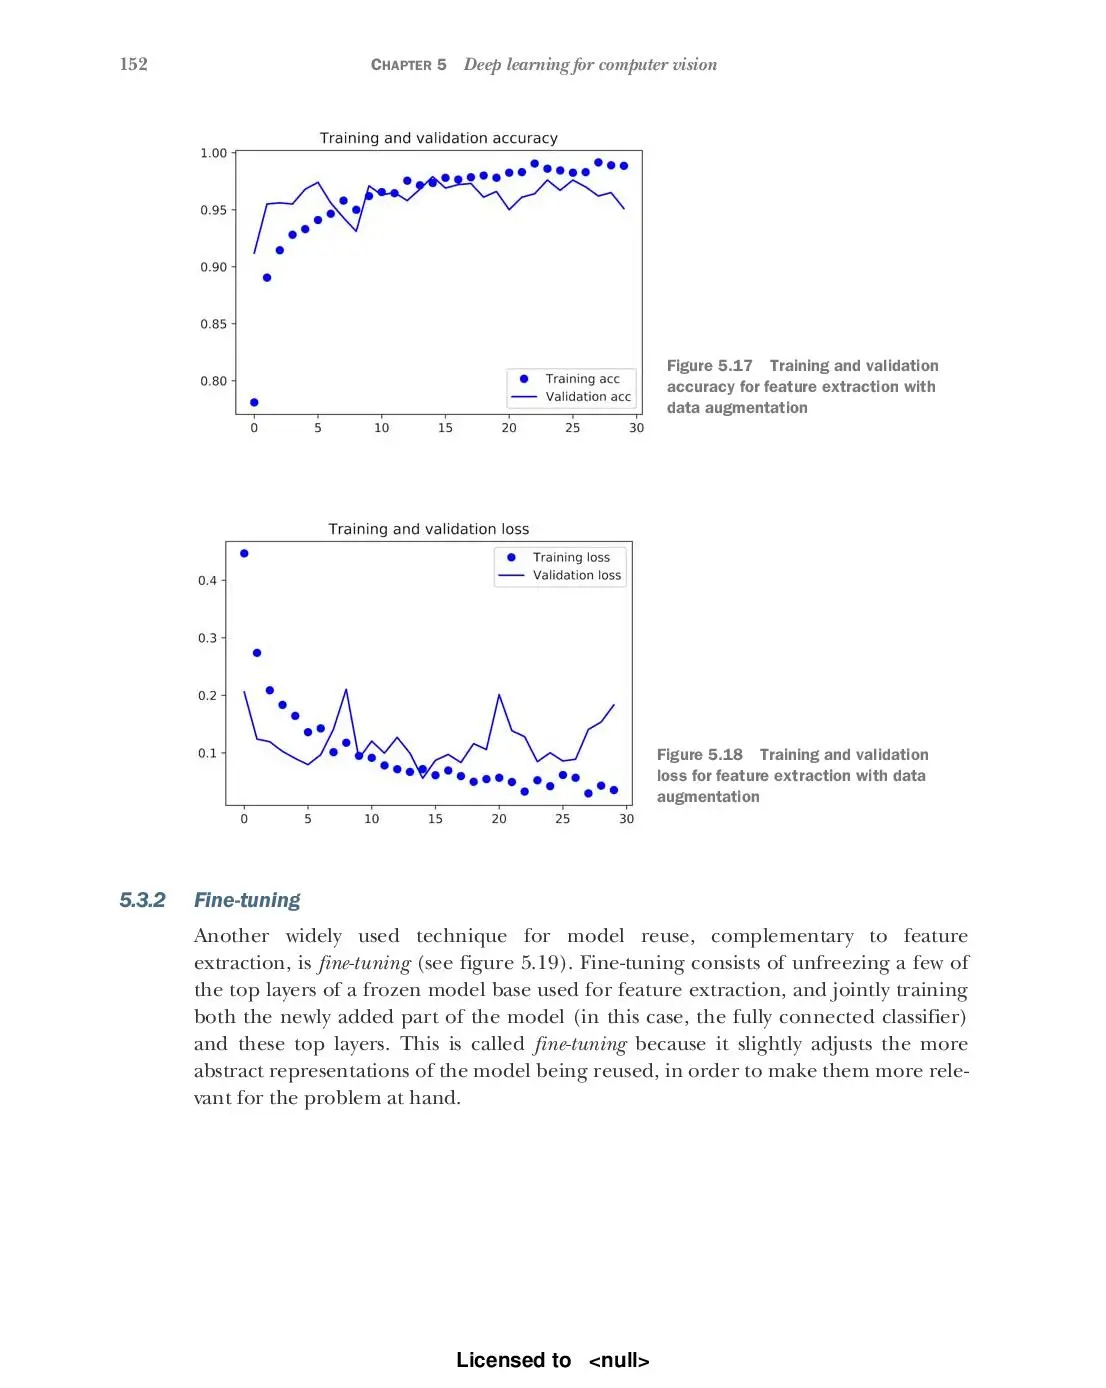 152
CHAPTER 5 Deep learning for computer vision
Training and validation accuracy
1.00
0.95
0.90
0.85
0.80
Training acc
Validation acc
0 5 10 15 20 25 30
Figure 5.17 Training and validation
accuracy for feature extraction with
data augmentation
Training and validation loss
Training loss
Validation loss
0.4
0.3
0.2
0.1
0 5 10 15 20 25 30
Figure 5.18 Training and validation
loss for feature extraction with data
augmentation
5.3.2 Fine-tuning
Another widely used technique for model reuse, complementary to feature
extraction, is fine-tuning (see figure 5.19). Fine-tuning consists of unfreezing a few of
the top layers of a frozen model base used for feature extraction, and jointly training
both the newly added part of the model (in this case, the fully connected classifier)
and these top layers. This is called fine-tuning because it slightly adjusts the more
abstract representations of the model being reused, in order to make them more rele-
vant for the problem at hand.
Licensed to <null>